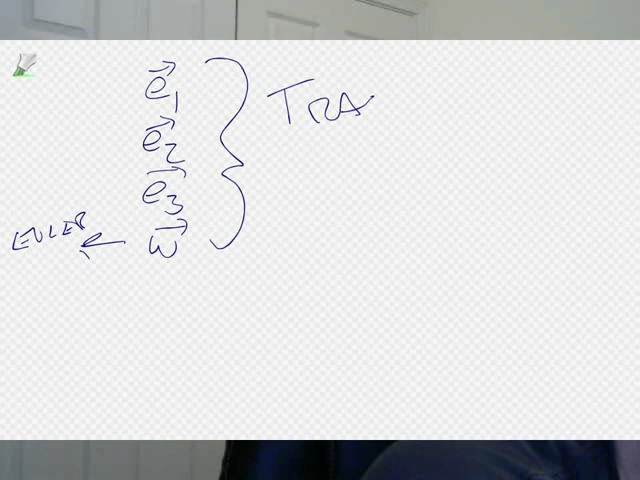 e⃗₁
e⃗₂
e⃗₃
EULER ← ω⃗
TRA